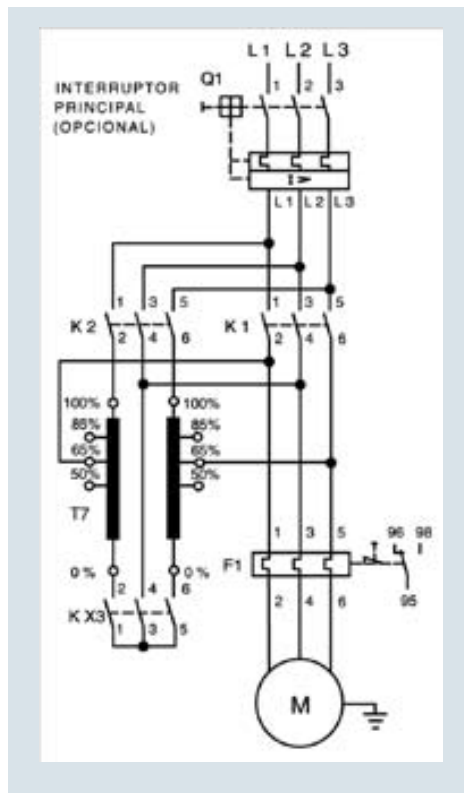 L1 L2 L3
Q1
1 2 3
INTERRUPTOR
PRINCIPAL
(OPCIONAL)
I >
L1 L2 L3
1 3 5
K2
2 4 6
1 3 5
K1
2 4 6
100% 100%
85% 85%
65% 65%
50% 50%
T7
1 3 5
96 98
F1
95
2 4 6
0% 0%
2 4 6
K X3
1 3 5
M